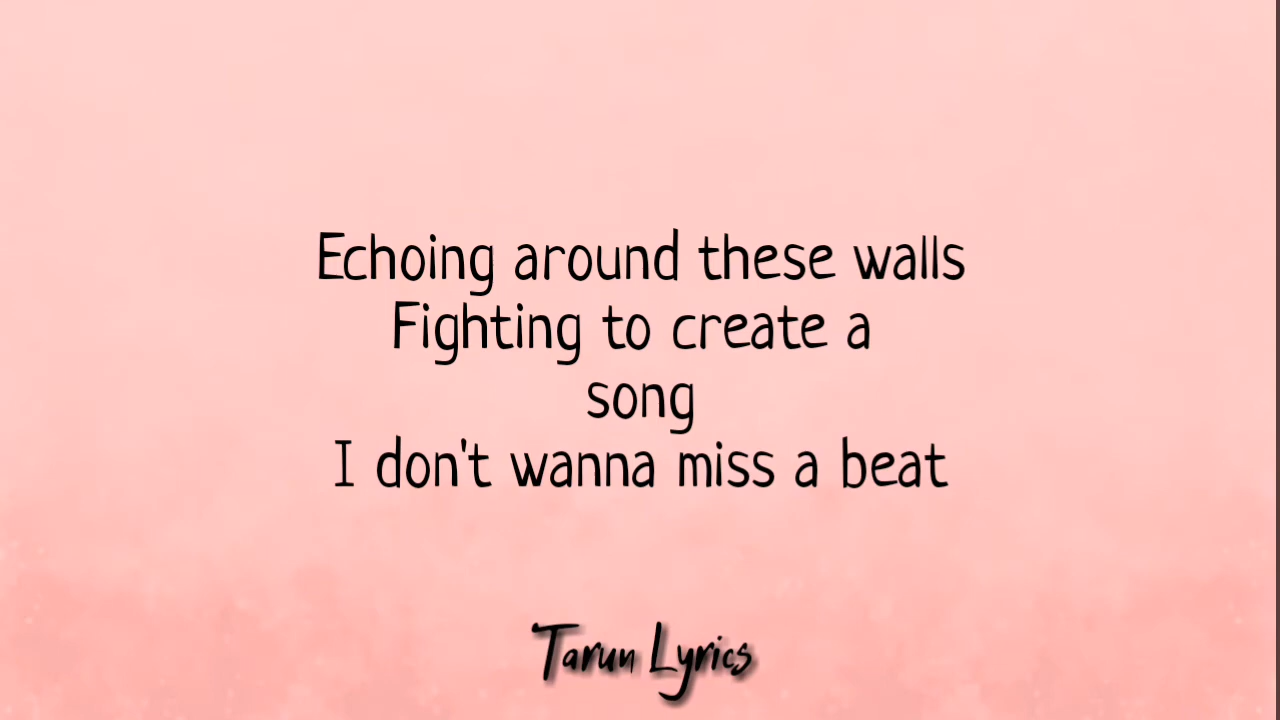 Echoing around these walls
Fighting to create a
song
I don't wanna miss a beat
Tarun Lyrics